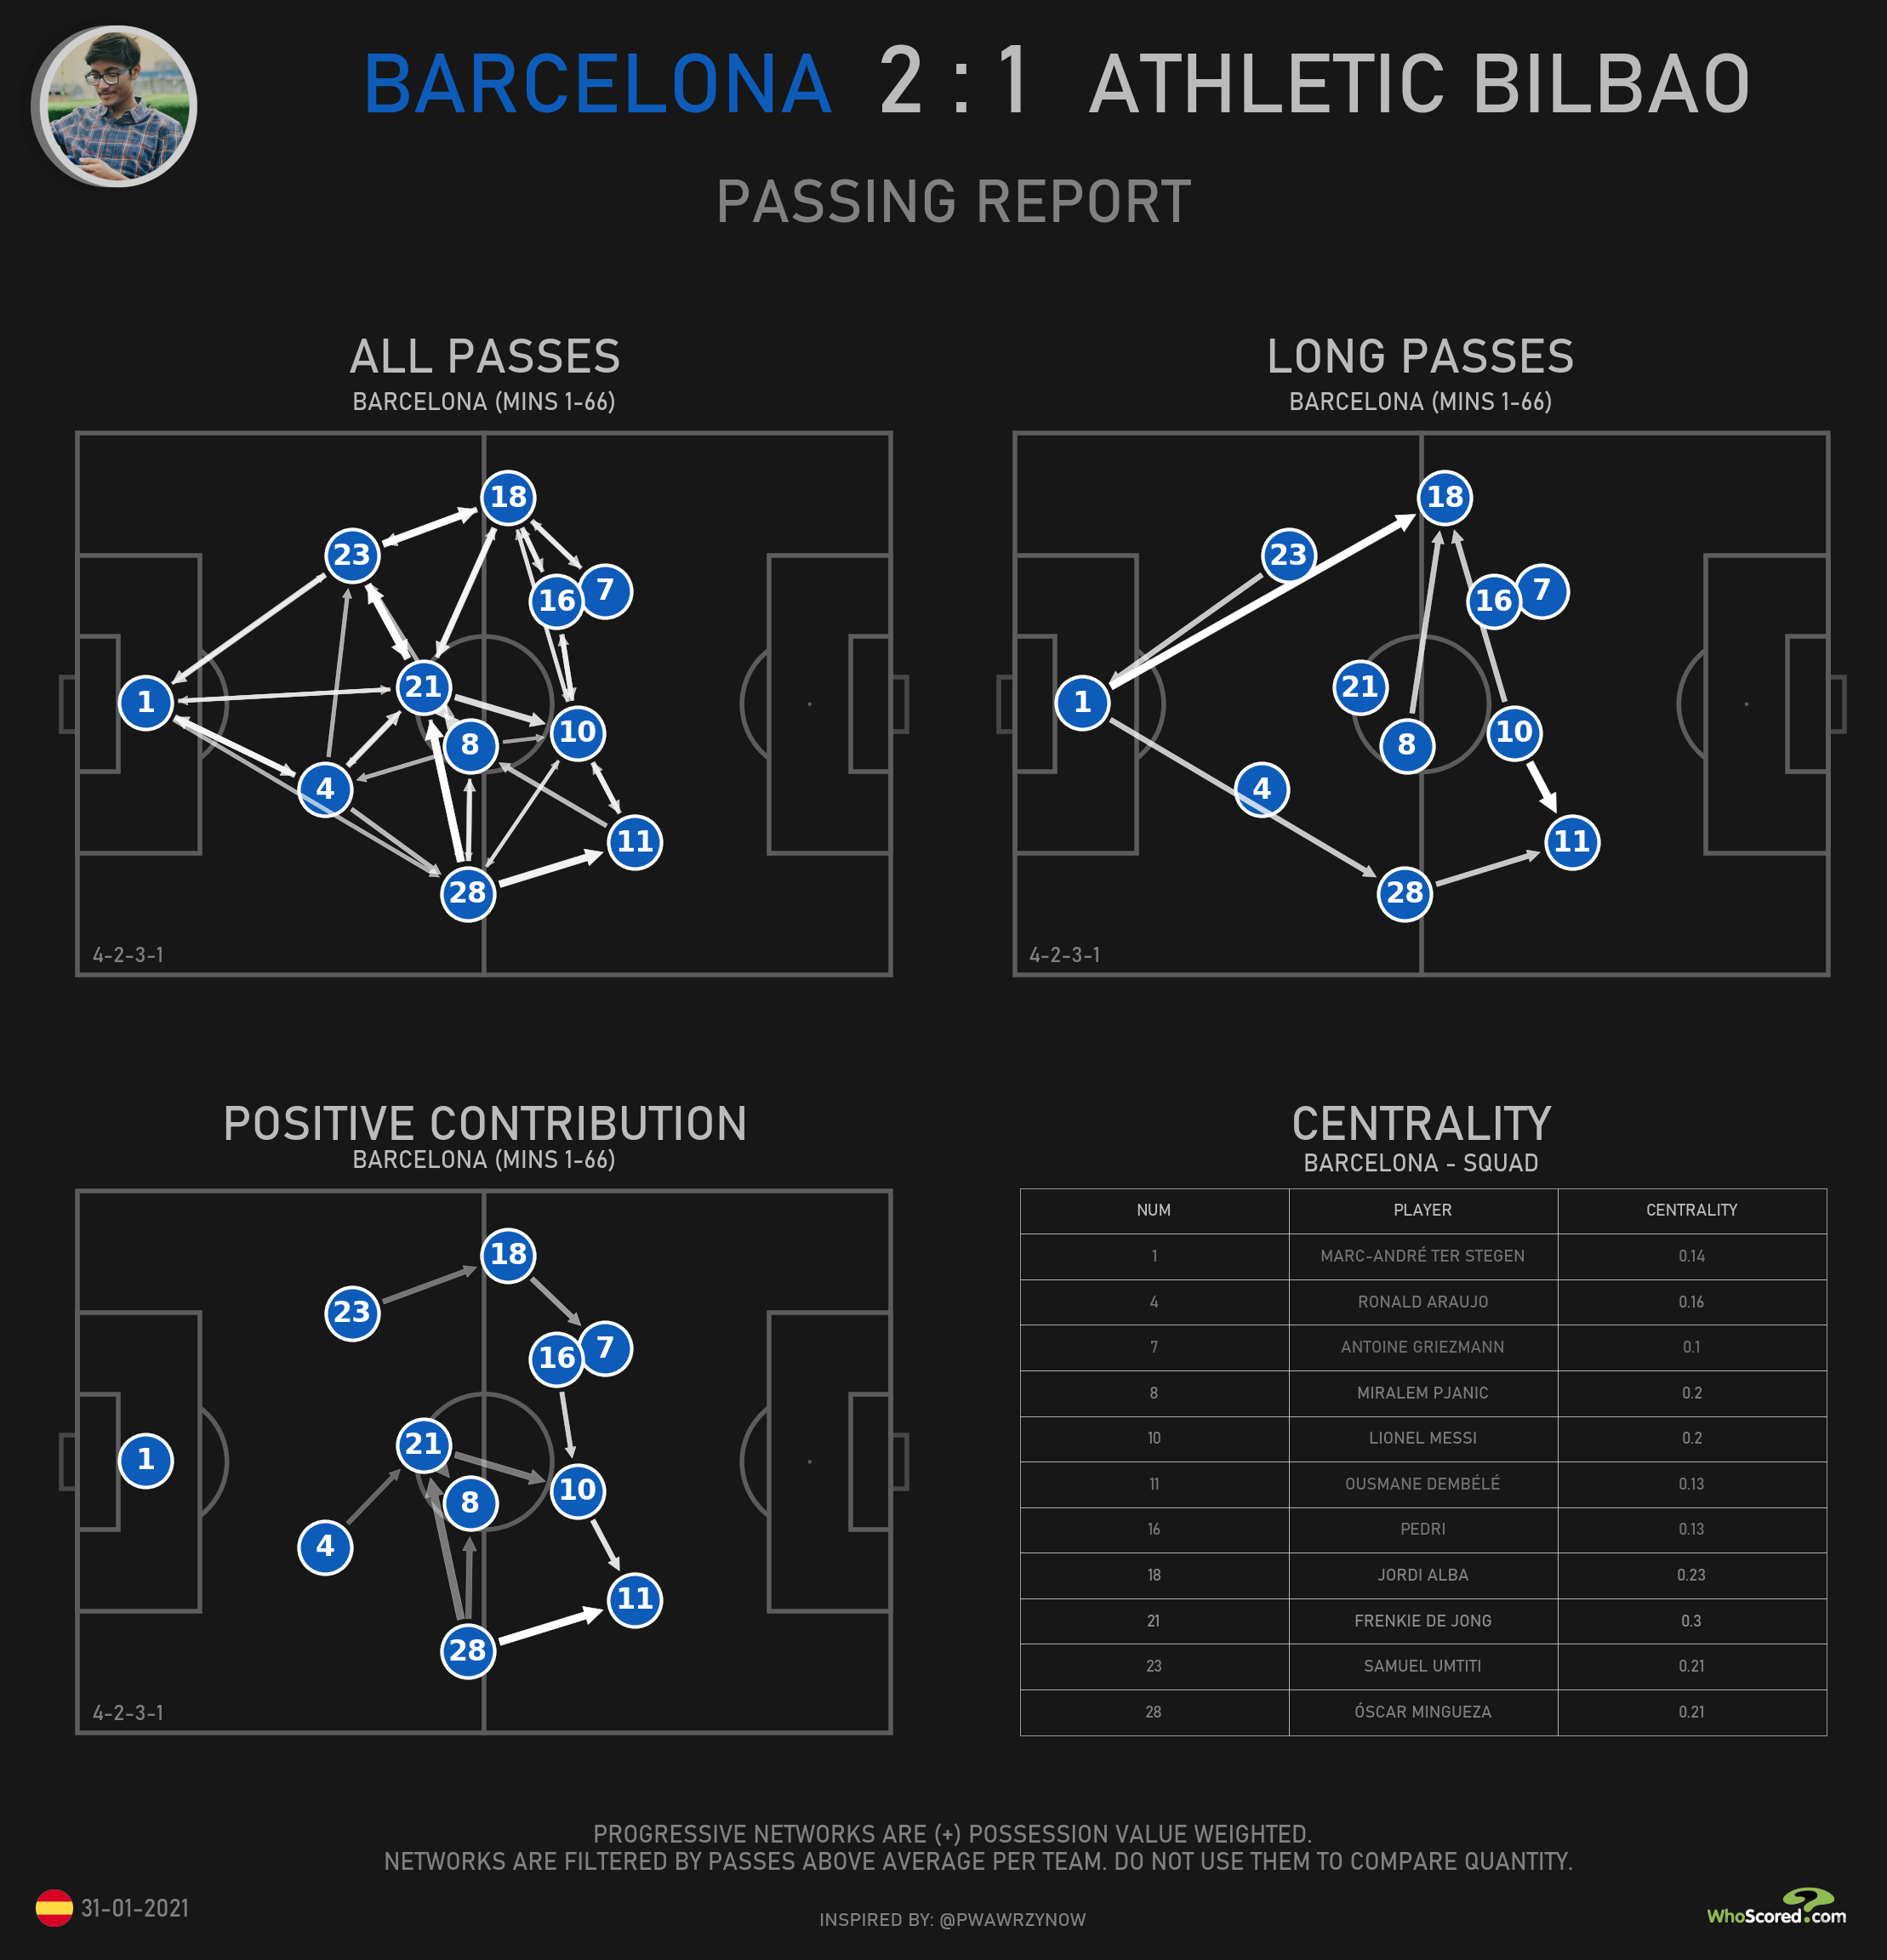 BARCELONA 2 : 1 ATHLETIC BILBAO
PASSING REPORT
ALL PASSES
BARCELONA (MINS 1-66)
18
23
16
7
21
1
10
8
4
11
28
4-2-3-1
LONG PASSES
BARCELONA (MINS 1-66)
18
23
16
7
21
1
10
8
4
11
28
4-2-3-1
POSITIVE CONTRIBUTION
BARCELONA (MINS 1-66)
18
23
16
7
21
1
10
8
4
11
28
4-2-3-1
CENTRALITY
BARCELONA - SQUAD
NUM PLAYER CENTRALITY
1 MARC-ANDRÉ TER STEGEN 0.14
4 RONALD ARAUJO 0.16
7 ANTOINE GRIEZMANN 0.1
8 MIRALEM PJANIC 0.2
10 LIONEL MESSI 0.2
11 OUSMANE DEMBÉLÉ 0.13
16 PEDRI 0.13
18 JORDI ALBA 0.23
21 FRENKIE DE JONG 0.3
23 SAMUEL UMTITI 0.21
28 ÓSCAR MINGUEZA 0.21
PROGRESSIVE NETWORKS ARE (+) POSSESSION VALUE WEIGHTED.
NETWORKS ARE FILTERED BY PASSES ABOVE AVERAGE PER TEAM. DO NOT USE THEM TO COMPARE QUANTITY.
31-01-2021
INSPIRED BY: @PWAWRZYNOW
WhoScored.com